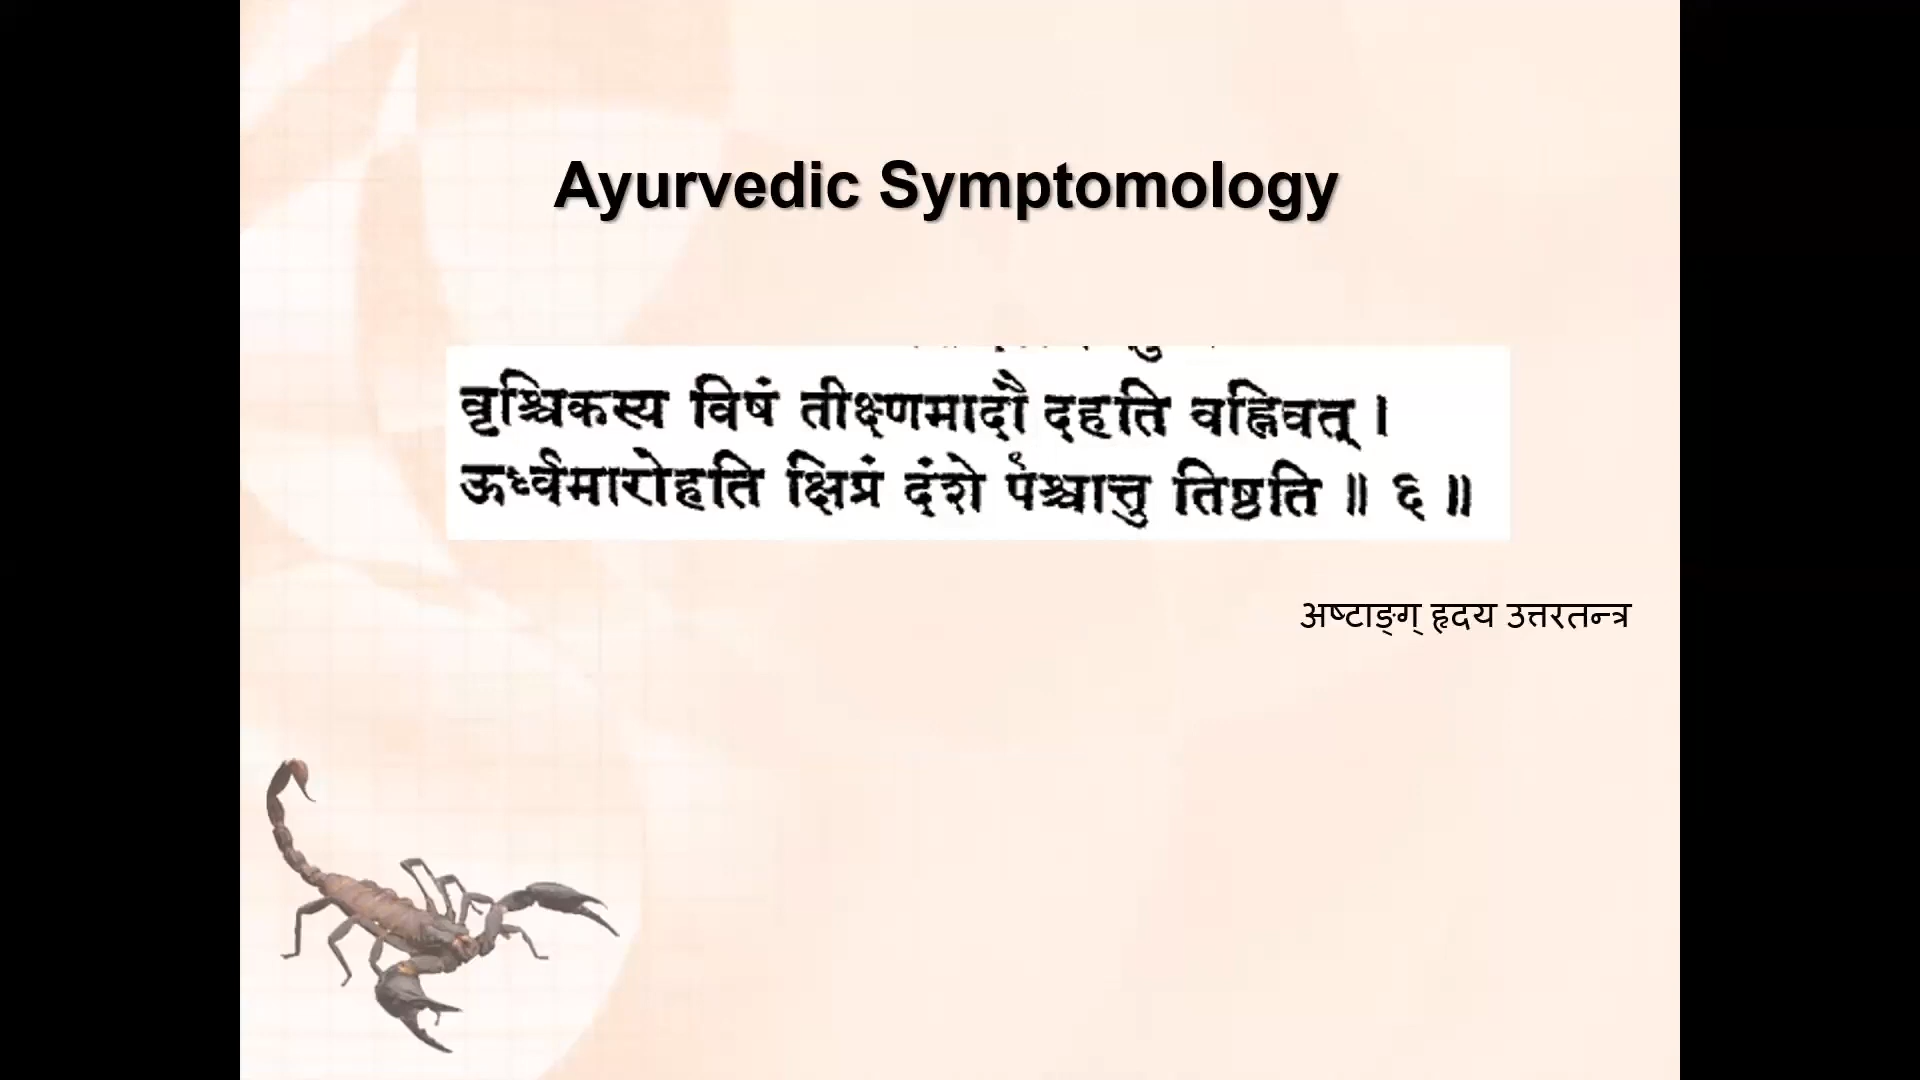 Ayurvedic Symptomology
वृश्चिकस्य विषं तीक्ष्णमादौ दहति वह्निवत् ।
ऊर्ध्वमारोहति क्षिप्रं दंशे पश्चात्तु तिष्ठति ॥ ६ ॥
अष्टाङ्ग् हृदय उत्तरतन्त्र